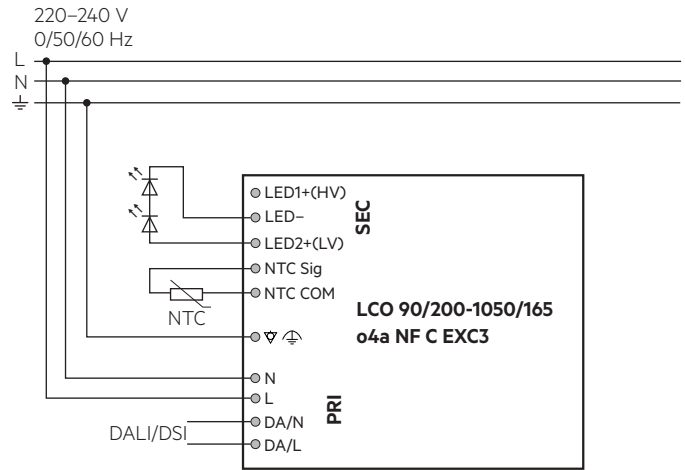 220–240 V
0/50/60 Hz
L
N
LED1+(HV)
LED–
LED2+(LV)
SEC
NTC Sig
NTC COM
NTC
LCO 90/200-1050/165
o4a NF C EXC3
N
L
PRI
DA/N
DALI/DSI
DA/L